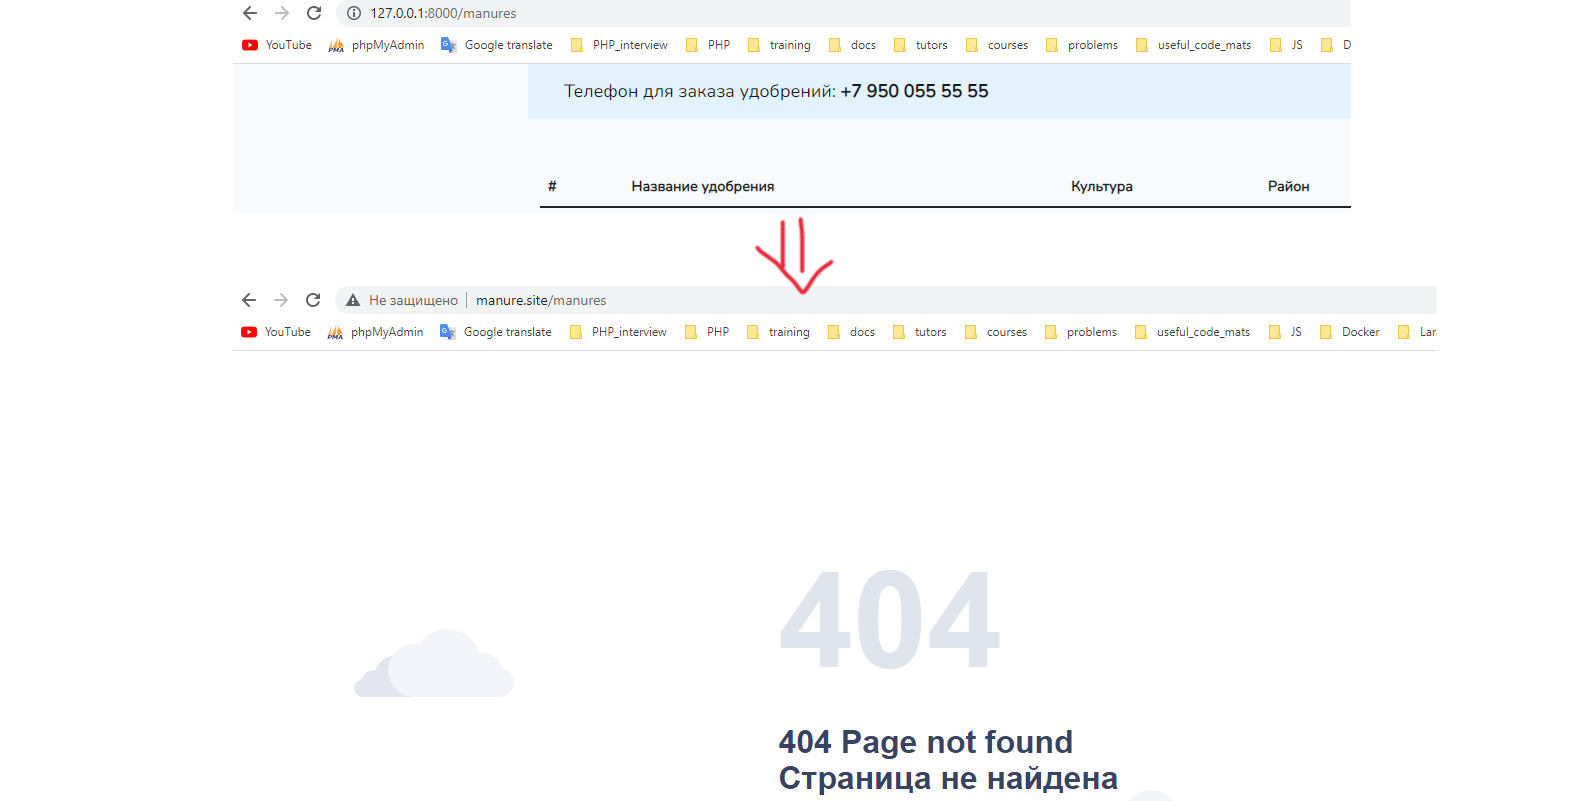 127.0.0.1:8000/manures
YouTube phpMyAdmin Google translate PHP_interview PHP training docs tutors courses problems useful_code_mats JS D
Телефон для заказа удобрений: +7 950 055 55 55
# Название удобрения Культура Район
Не защищено manure.site/manures
YouTube phpMyAdmin Google translate PHP_interview PHP training docs tutors courses problems useful_code_mats JS Docker Lar
404
404 Page not found
Страница не найдена